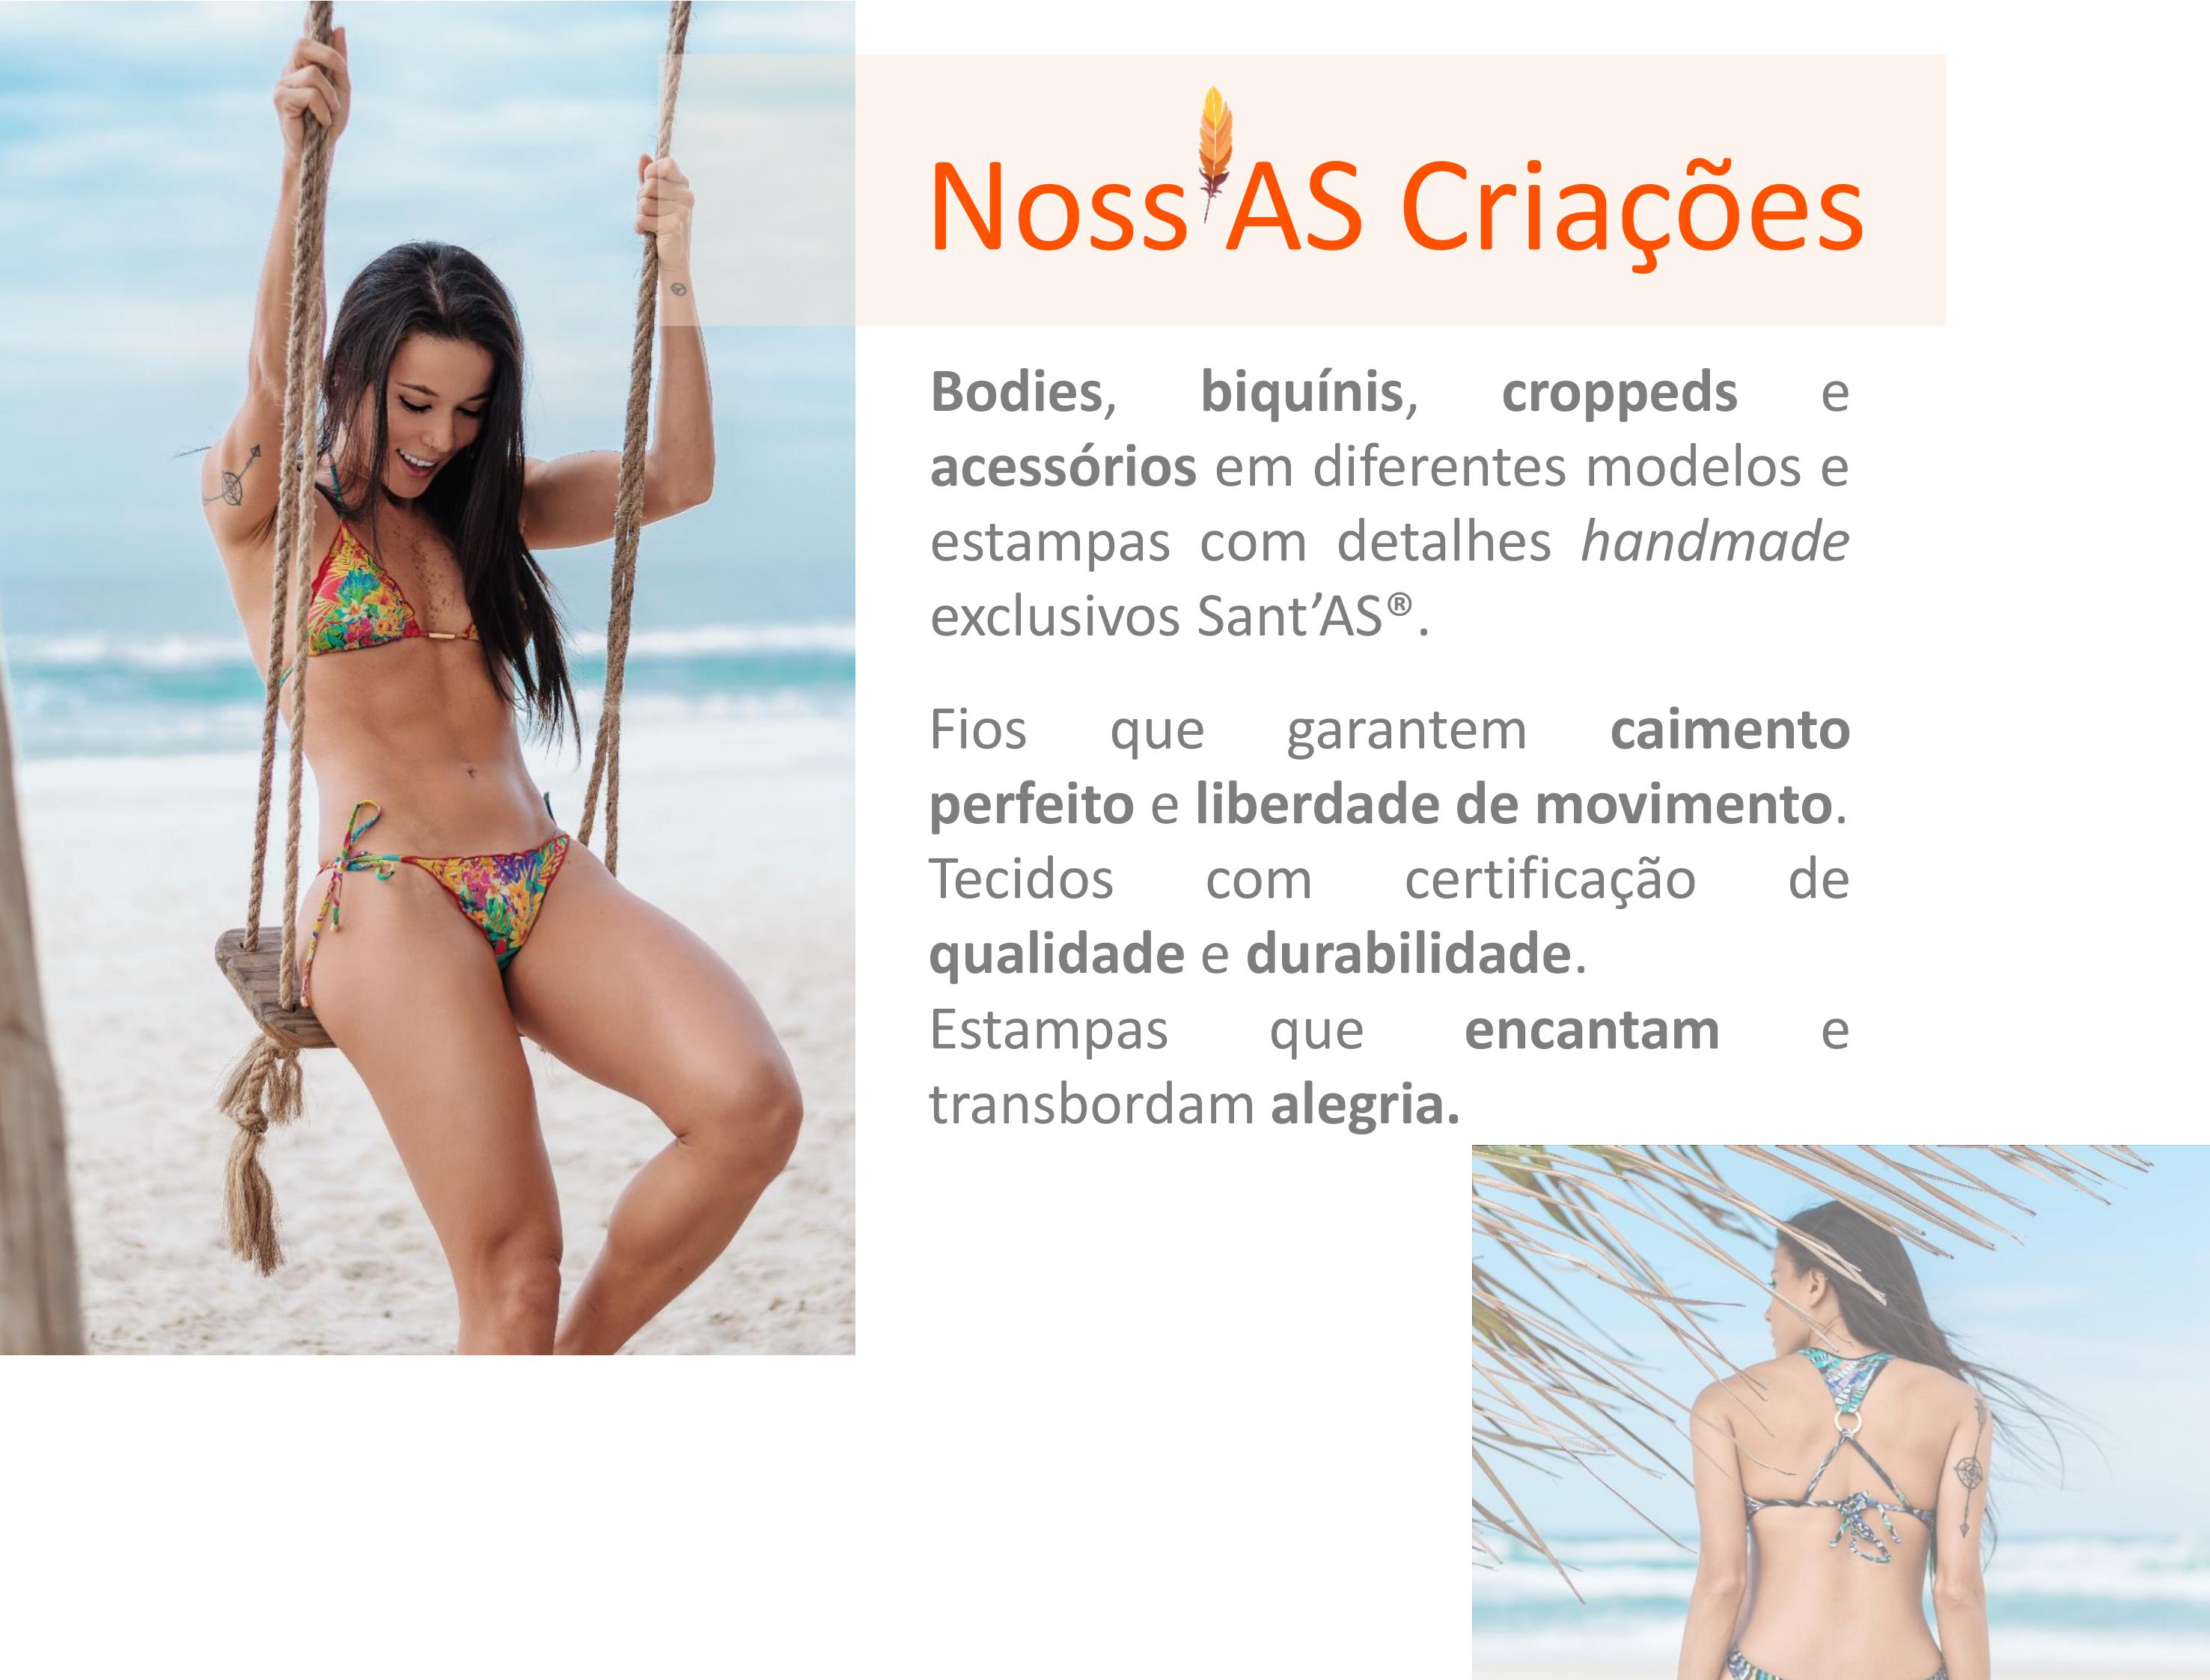 Noss'AS Criações
Bodies, biquínis, croppeds e
acessórios em diferentes modelos e
estampas com detalhes handmade
exclusivos Sant’AS®.
Fios que garantem caimento
perfeito e liberdade de movimento.
Tecidos com certificação de
qualidade e durabilidade.
Estampas que encantam e
transbordam alegria.